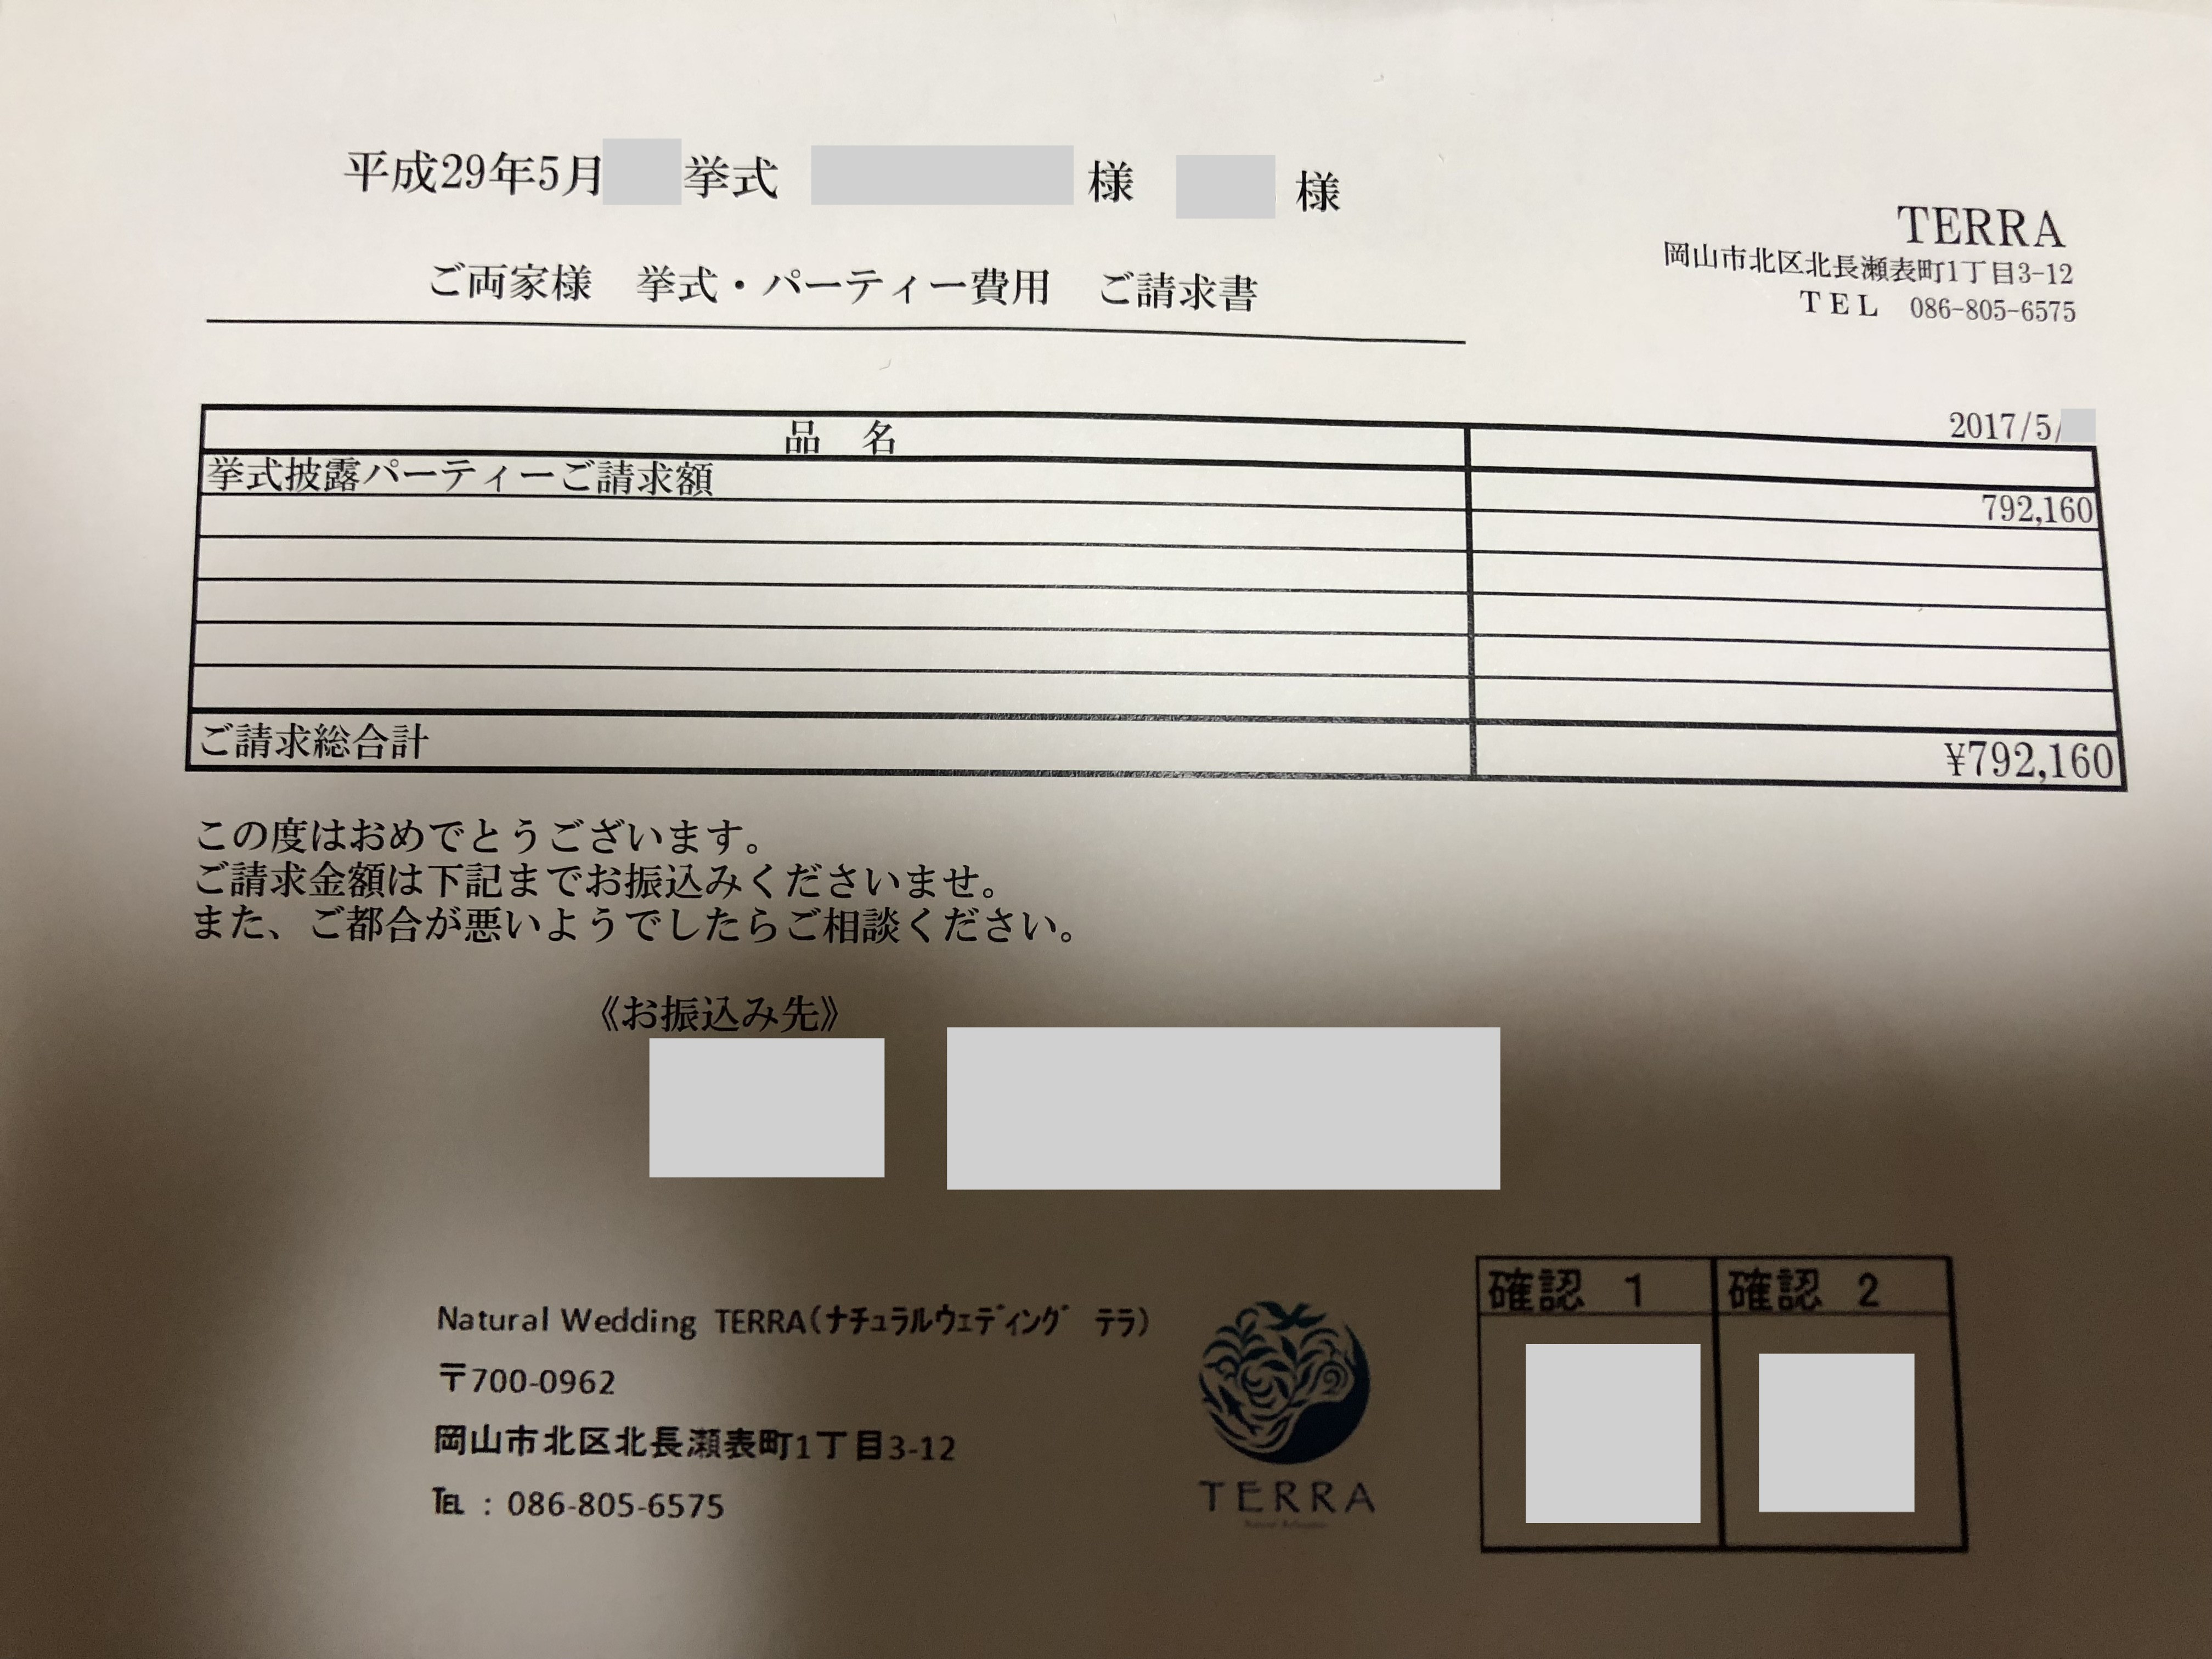 平成29年5月 挙式 様 様
ご両家様 挙式・パーティー費用 ご請求書
TERRA
岡山市北区北長瀬表町1丁目3-12
TEL 086-805-6575
2017/5/
品 名
挙式披露パーティーご請求額 792,160
ご請求総合計 ¥792,160
この度はおめでとうございます。
ご請求金額は下記までお振込みくださいませ。
また、ご都合が悪いようでしたらご相談ください。
《お振込み先》
Natural Wedding TERRA(ナチュラルウェディング テラ)
〒700-0962
岡山市北区北長瀬表町1丁目3-12
℡ : 086-805-6575
TERRA
確認 1 確認 2